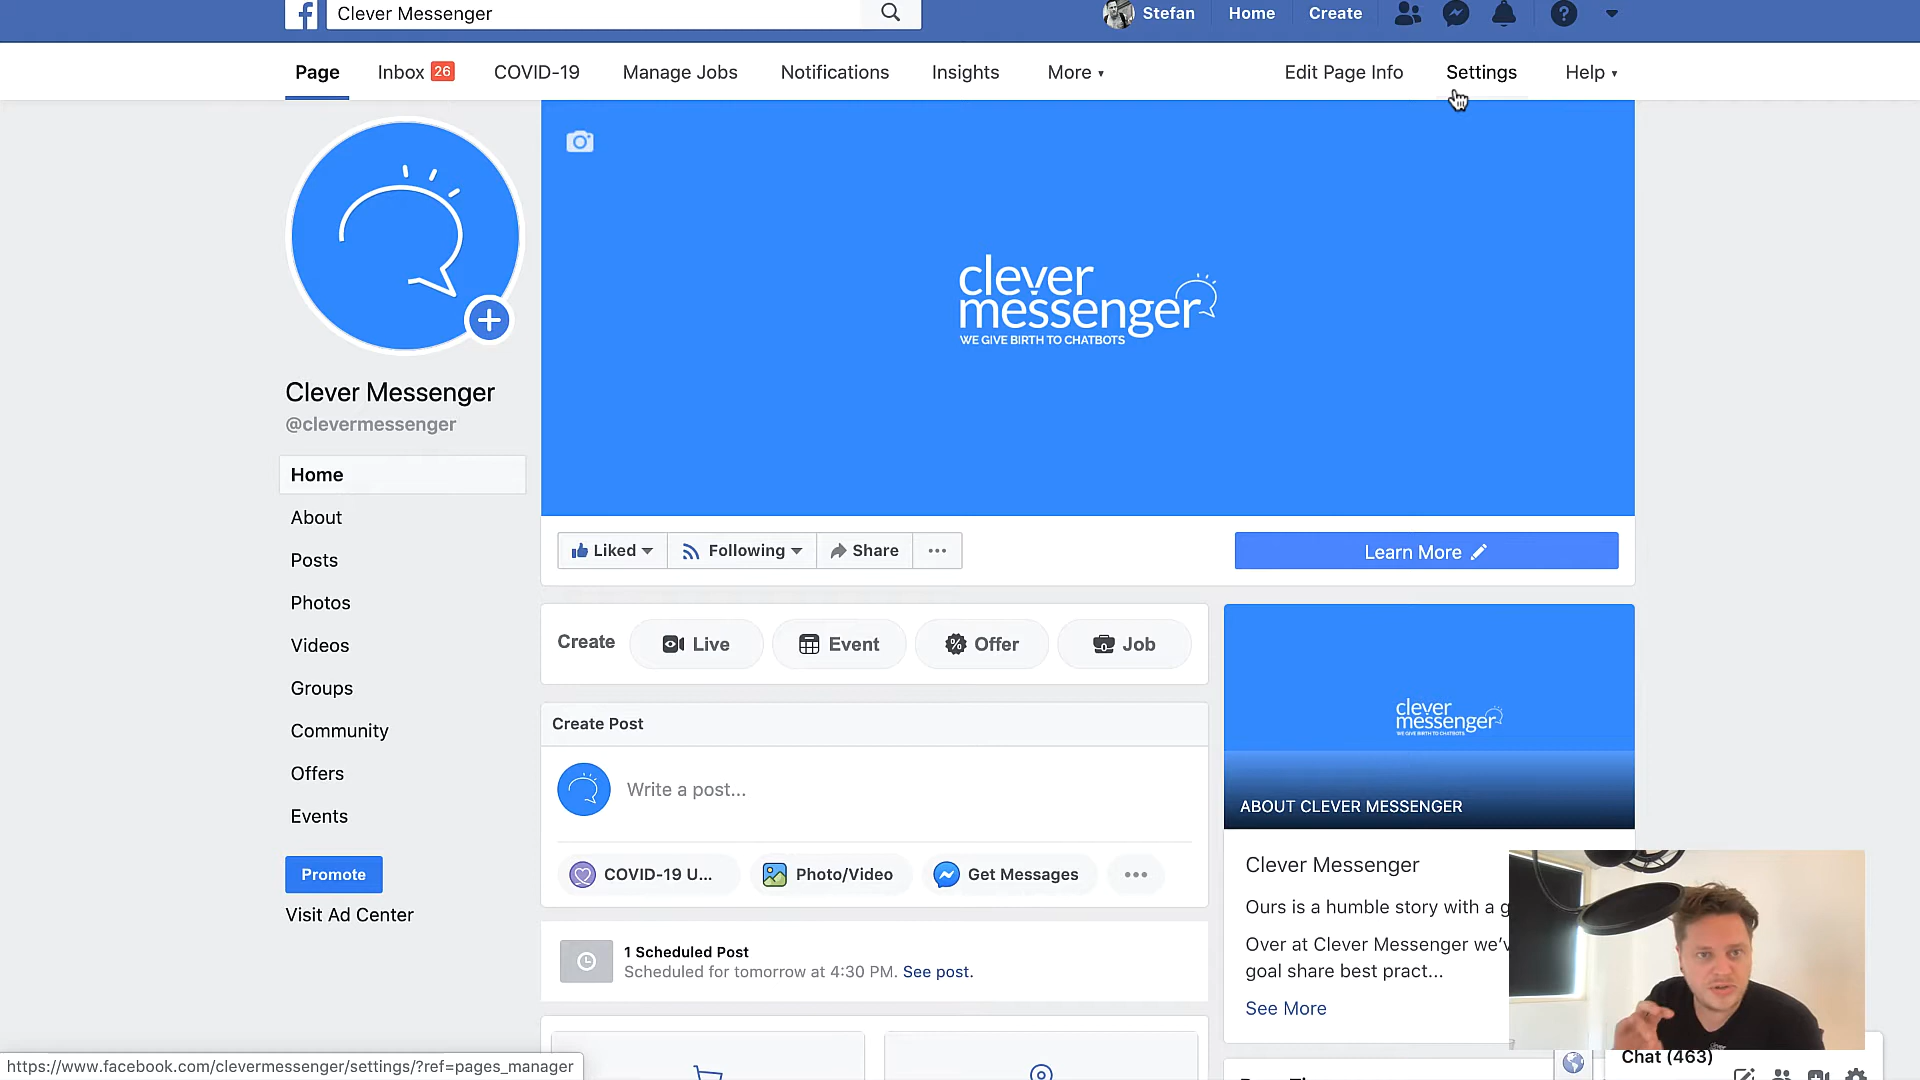 Clever Messenger
Stefan
Home
Create
Page
Inbox 26
COVID-19
Manage Jobs
Notifications
Insights
More
Edit Page Info
Settings
Help
clever
messenger
WE GIVE BIRTH TO CHATBOTS
Clever Messenger
@clevermessenger
Home
About
Posts
Photos
Videos
Groups
Community
Offers
Events
Promote
Visit Ad Center
Liked
Following
Share
Learn More
Create
Live
Event
Offer
Job
Create Post
Write a post...
COVID-19 U...
Photo/Video
Get Messages
1 Scheduled Post
Scheduled for tomorrow at 4:30 PM. See post.
clever
messenger
WE GIVE BIRTH TO CHATBOTS
ABOUT CLEVER MESSENGER
Clever Messenger
Ours is a humble story with a g
Over at Clever Messenger we'v
goal share best pract...
See More
Chat (463)
https://www.facebook.com/clevermessenger/settings/?ref=pages_manager